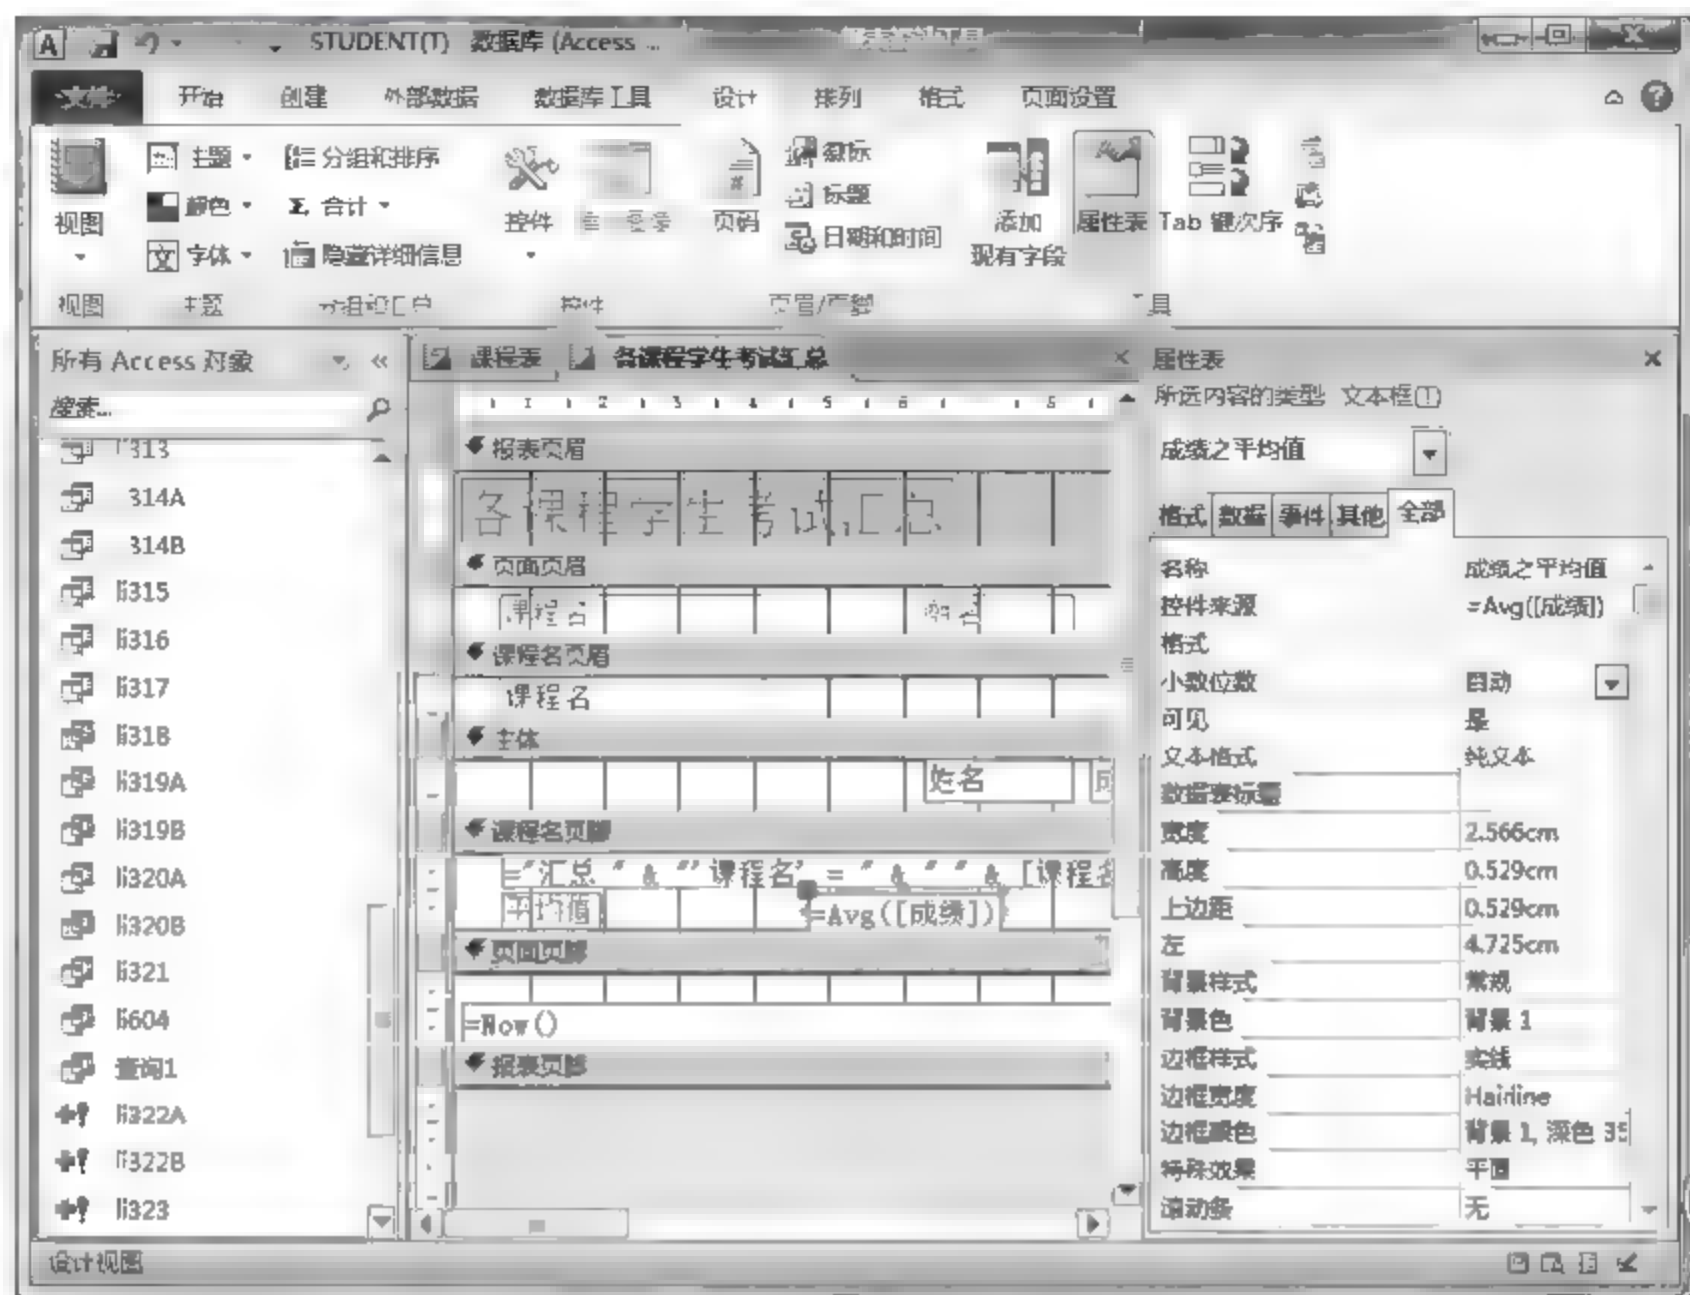 A STUDENT(T) 数据库 (Access ...
文件 开始 创建 外部数据 数据库工具 设计 排列 格式 页面设置
视图
主题
颜色
字体
分组和排序
Σ 合计
隐藏详细信息
控件
页码
徽标
标题
日期和时间
添加
现有字段
属性表
Tab 键次序
视图 主题 分组和汇总 控件 页眉/页脚 工具
所有 Access 对象
搜索...
li313
314A
314B
li315
li316
li317
li318
li319A
li319B
li320A
li320B
li321
li604
查询1
li322A
li322B
li323
课程表 各课程学生考试汇总
报表页眉
各课程学生考试汇总
页面页眉
课程名 姓名
课程名页眉
课程名
主体
姓名
课程名页脚
="汇总 " & "'课程名' = " & " " & [课程名
平均值 =Avg([成绩])
页面页脚
=Now()
报表页脚
属性表
所选内容的类型: 文本框(T)
成绩之平均值
格式 数据 事件 其他 全部
名称 成绩之平均值
控件来源 =Avg([成绩])
格式
小数位数 自动
可见 是
文本格式 纯文本
数据表标题
宽度 2.566cm
高度 0.529cm
上边距 0.529cm
左 4.725cm
背景样式 常规
背景色 背景 1
边框样式 实线
边框宽度 Hairline
边框颜色 背景 1, 深色 35
特殊效果 平面
滚动条 无
设计视图